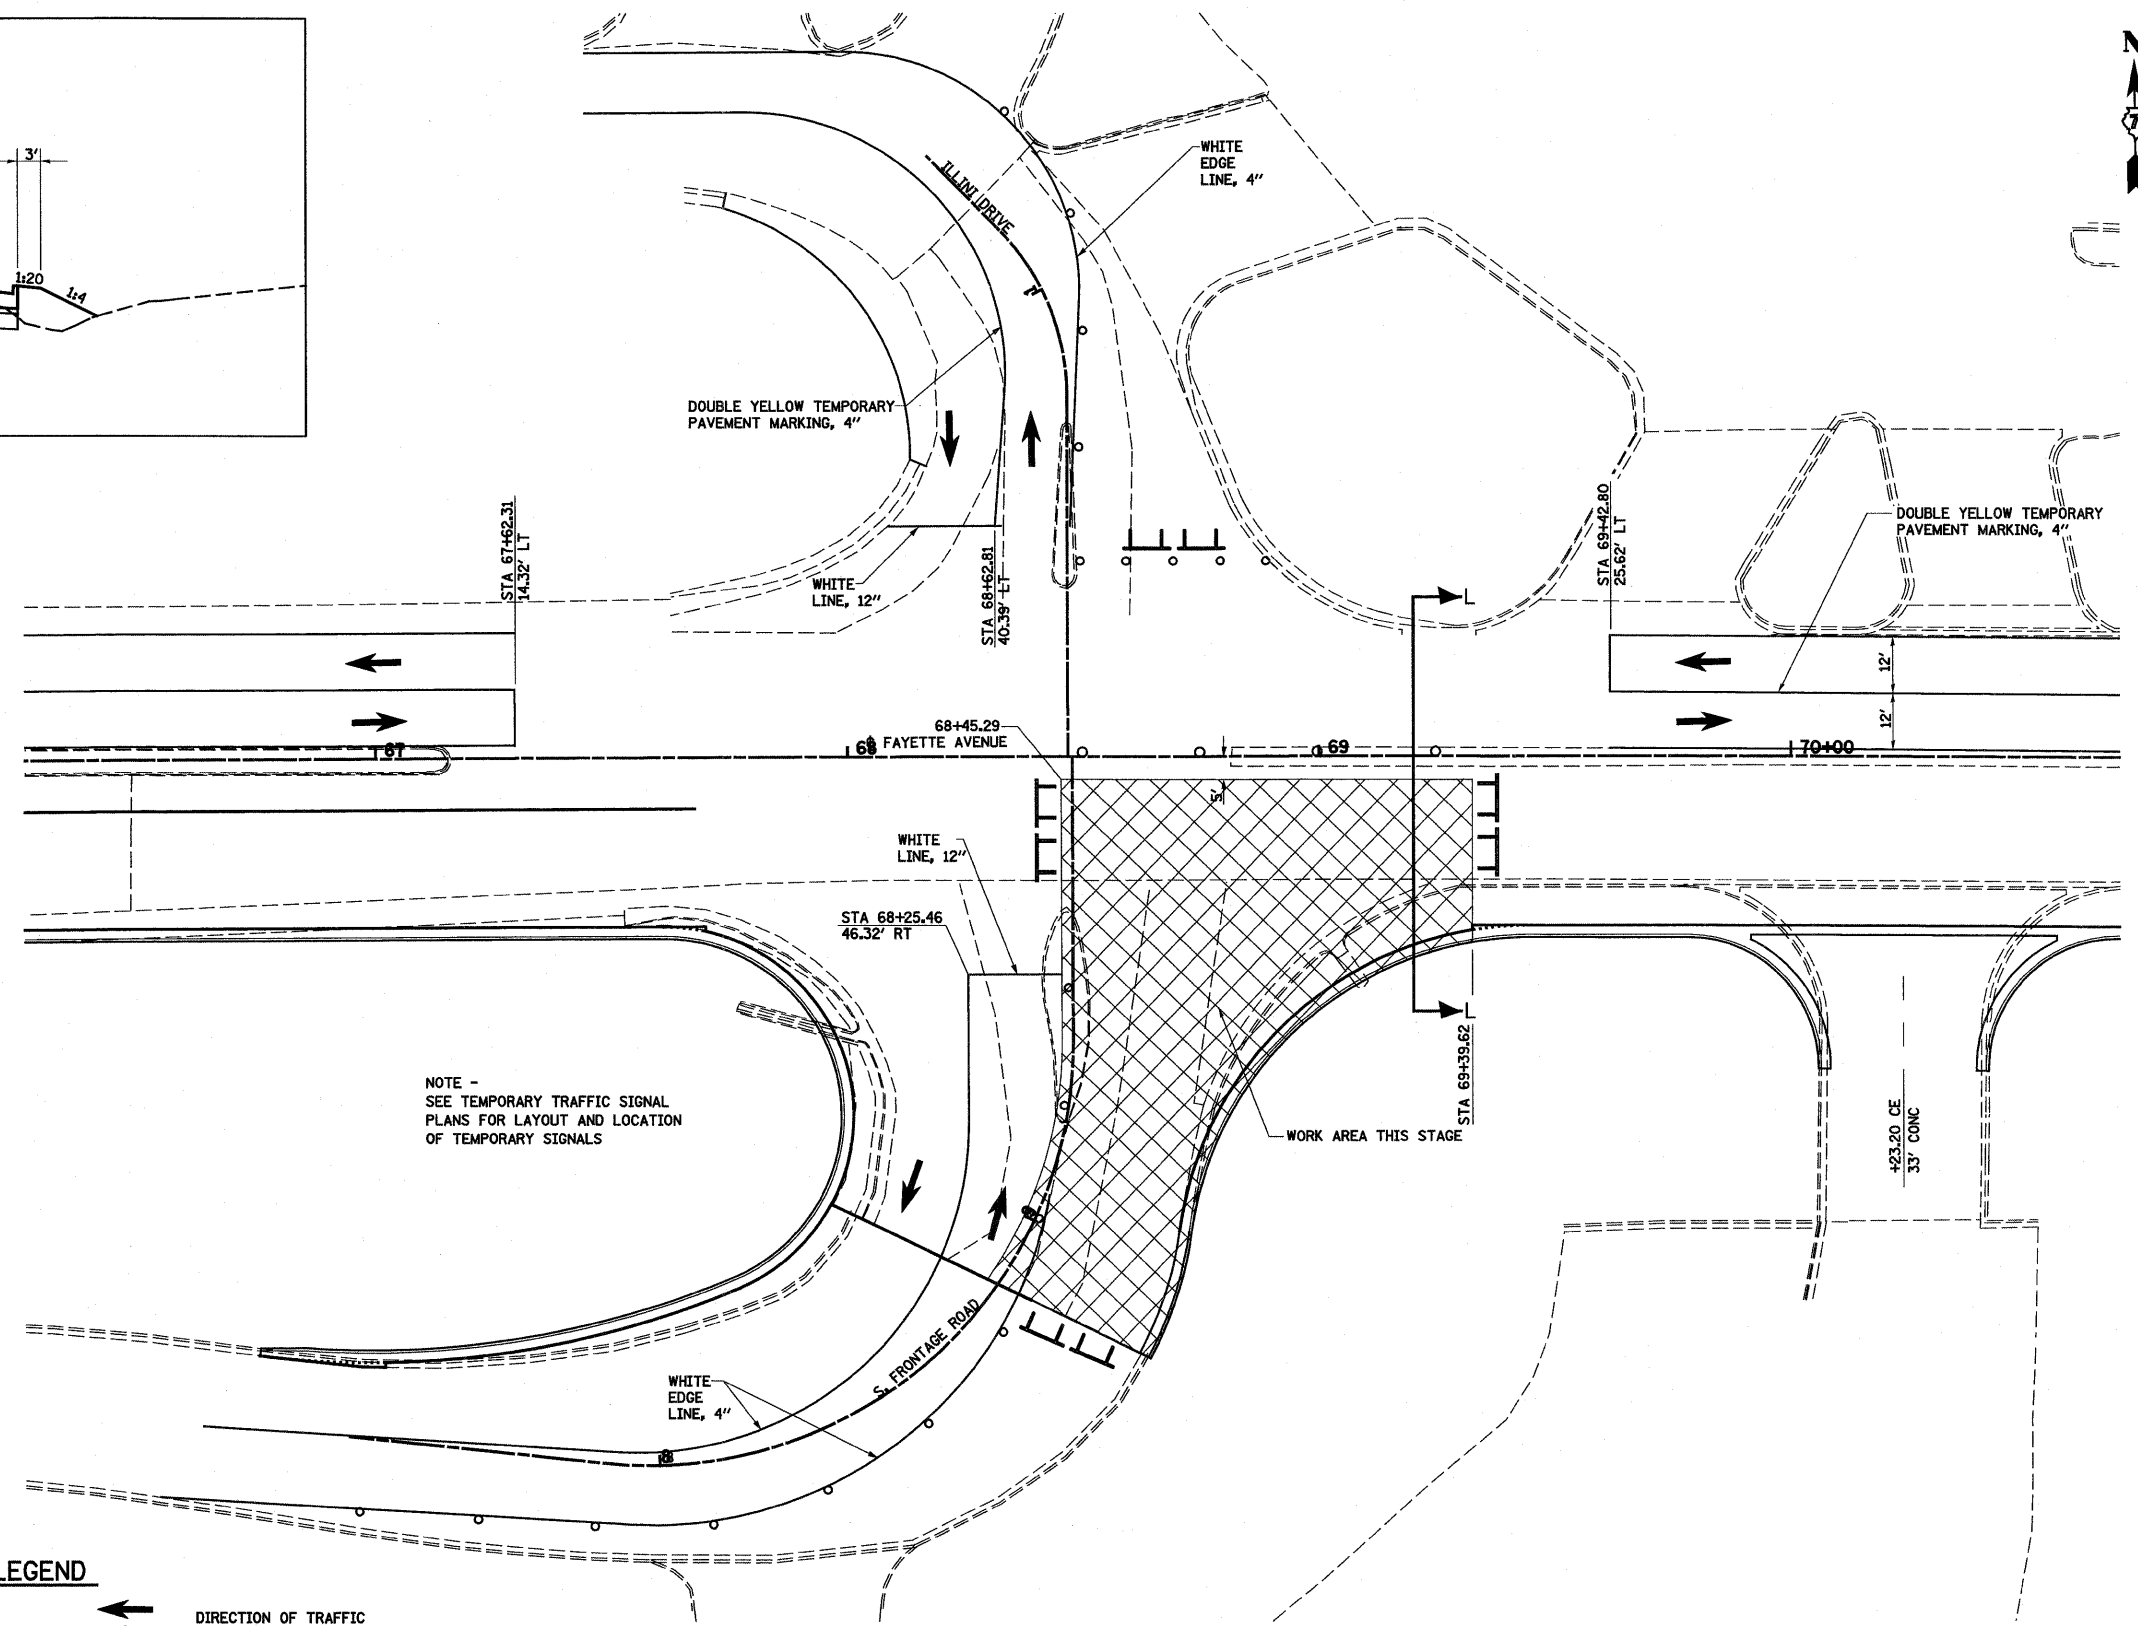 N
3'
1:20
1:4
ILLINI DRIVE
WHITE
EDGE
LINE, 4"
DOUBLE YELLOW TEMPORARY
PAVEMENT MARKING, 4"
STA 67+62.31
14.32' LT
WHITE
LINE, 12"
STA 68+62.81
40.39' LT
L
STA 69+42.80
25.62' LT
DOUBLE YELLOW TEMPORARY
PAVEMENT MARKING, 4"
12'
12'
67
68
68+45.29
FAYETTE AVENUE
69
70+00
5'
WHITE
LINE, 12"
STA 68+25.46
46.32' RT
L
STA 69+39.62
WORK AREA THIS STAGE
+23.20 CE
33' CONC
NOTE -
SEE TEMPORARY TRAFFIC SIGNAL
PLANS FOR LAYOUT AND LOCATION
OF TEMPORARY SIGNALS
S. FRONTAGE ROAD
WHITE
EDGE
LINE, 4"
LEGEND
DIRECTION OF TRAFFIC